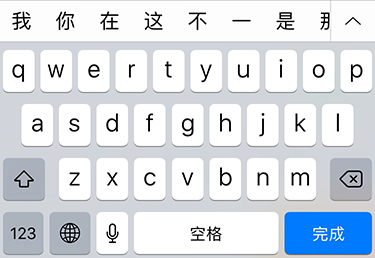 我 你 在 这 不 一 是
q w e r t y u i o p
a s d f g h j k l
z x c v b n m
123 空格 完成